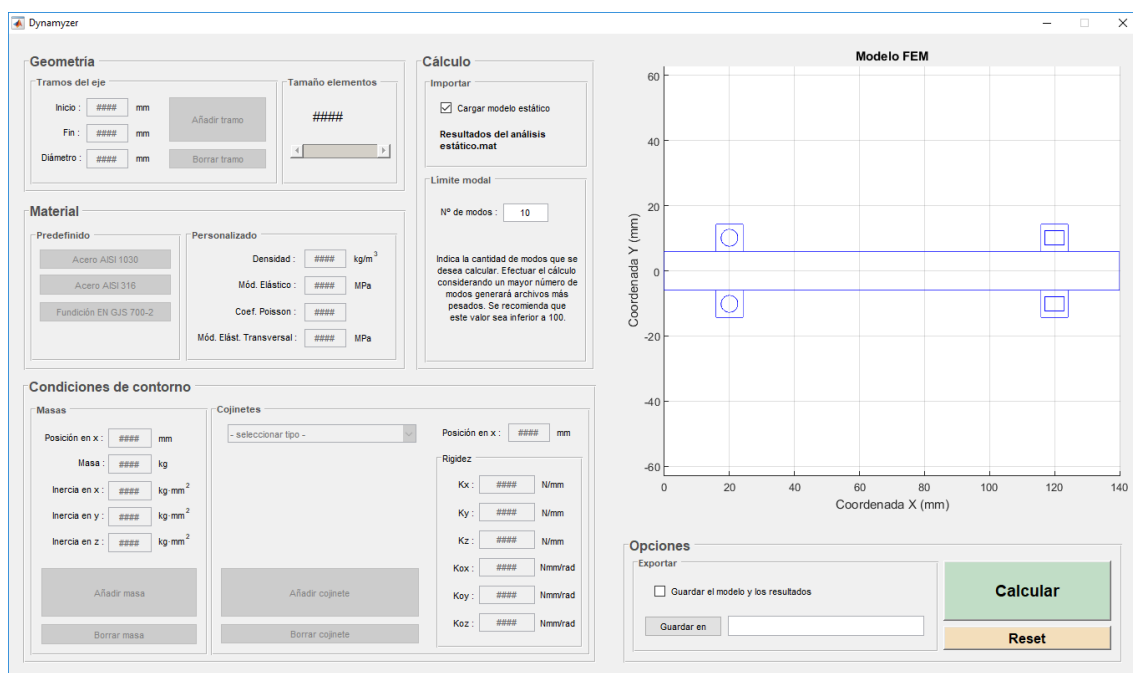 Dynamyzer
Geometría
Tramos del eje
Inicio : #### mm
Fin : #### mm
Diámetro : #### mm
Añadir tramo
Borrar tramo
Tamaño elementos
####
Material
Predefinido
Acero AISI 1030
Acero AISI 316
Fundición EN GJS 700-2
Personalizado
Densidad : #### kg/m³
Mód. Elástico : #### MPa
Coef. Poisson : ####
Mód. Elást. Transversal : #### MPa
Cálculo
Importar
Cargar modelo estático
Resultados del análisis
estático.mat
Límite modal
Nº de modos : 10
Indica la cantidad de modos que se
desea calcular. Efectuar el cálculo
considerando un mayor número de
modos generará archivos más
pesados. Se recomienda que
este valor sea inferior a 100.
Condiciones de contorno
Masas
Posición en x : #### mm
Masa : #### kg
Inercia en x : #### kg·mm²
Inercia en y : #### kg·mm²
Inercia en z : #### kg·mm²
Añadir masa
Borrar masa
Cojinetes
- seleccionar tipo -
Añadir cojinete
Borrar cojinete
Posición en x : #### mm
Rigidez
Kx : #### N/mm
Ky : #### N/mm
Kz : #### N/mm
Kox : #### Nmm/rad
Koy : #### Nmm/rad
Koz : #### Nmm/rad
Modelo FEM
Coordenada Y (mm)
60
40
20
0
-20
-40
-60
0 20 40 60 80 100 120 140
Coordenada X (mm)
Opciones
Exportar
Guardar el modelo y los resultados
Guardar en
Calcular
Reset